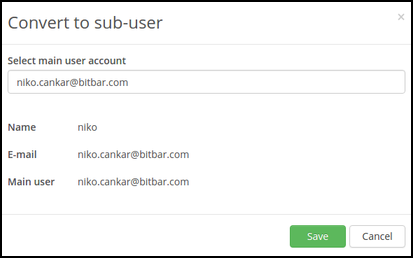 Convert to sub-user
×
Select main user account
niko.cankar@bitbar.com
Name niko
E-mail niko.cankar@bitbar.com
Main user niko.cankar@bitbar.com
Save Cancel